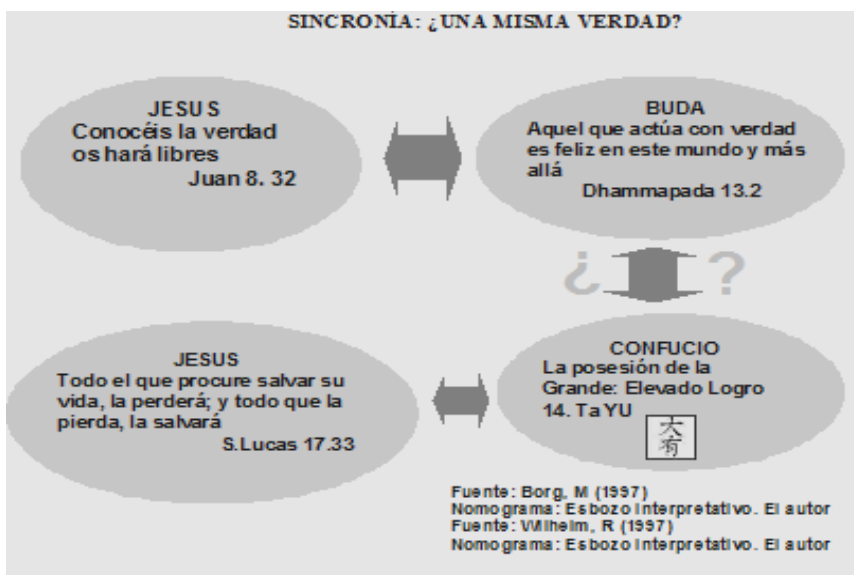 SINCRONÍA: ¿UNA MISMA VERDAD?
JESUS
Conocéis la verdad
os hará libres
Juan 8. 32
BUDA
Aquel que actúa con verdad
es feliz en este mundo y más
allá
Dhammapada 13.2
¿ ?
JESUS
Todo el que procure salvar su
vida, la perderá; y todo que la
pierda, la salvará
S.Lucas 17.33
CONFUCIO
La posesión de la
Grande: Elevado Logro
14. Ta YU
大
有
Fuente: Borg, M (1997)
Nomograma: Esbozo Interpretativo. El autor
Fuente: Wilhelm, R (1997)
Nomograma: Esbozo Interpretativo. El autor